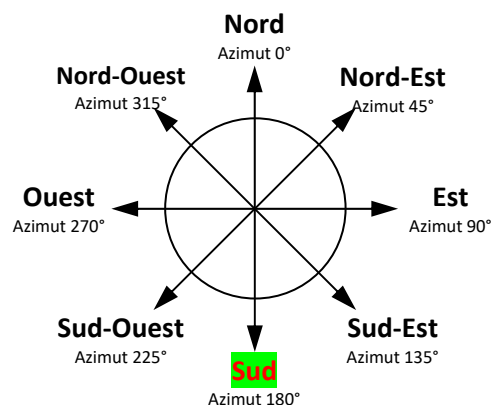 Nord
Azimut 0°
Nord-Ouest
Azimut 315°
Nord-Est
Azimut 45°
Ouest
Azimut 270°
Est
Azimut 90°
Sud-Ouest
Azimut 225°
Sud-Est
Azimut 135°
Sud
Azimut 180°